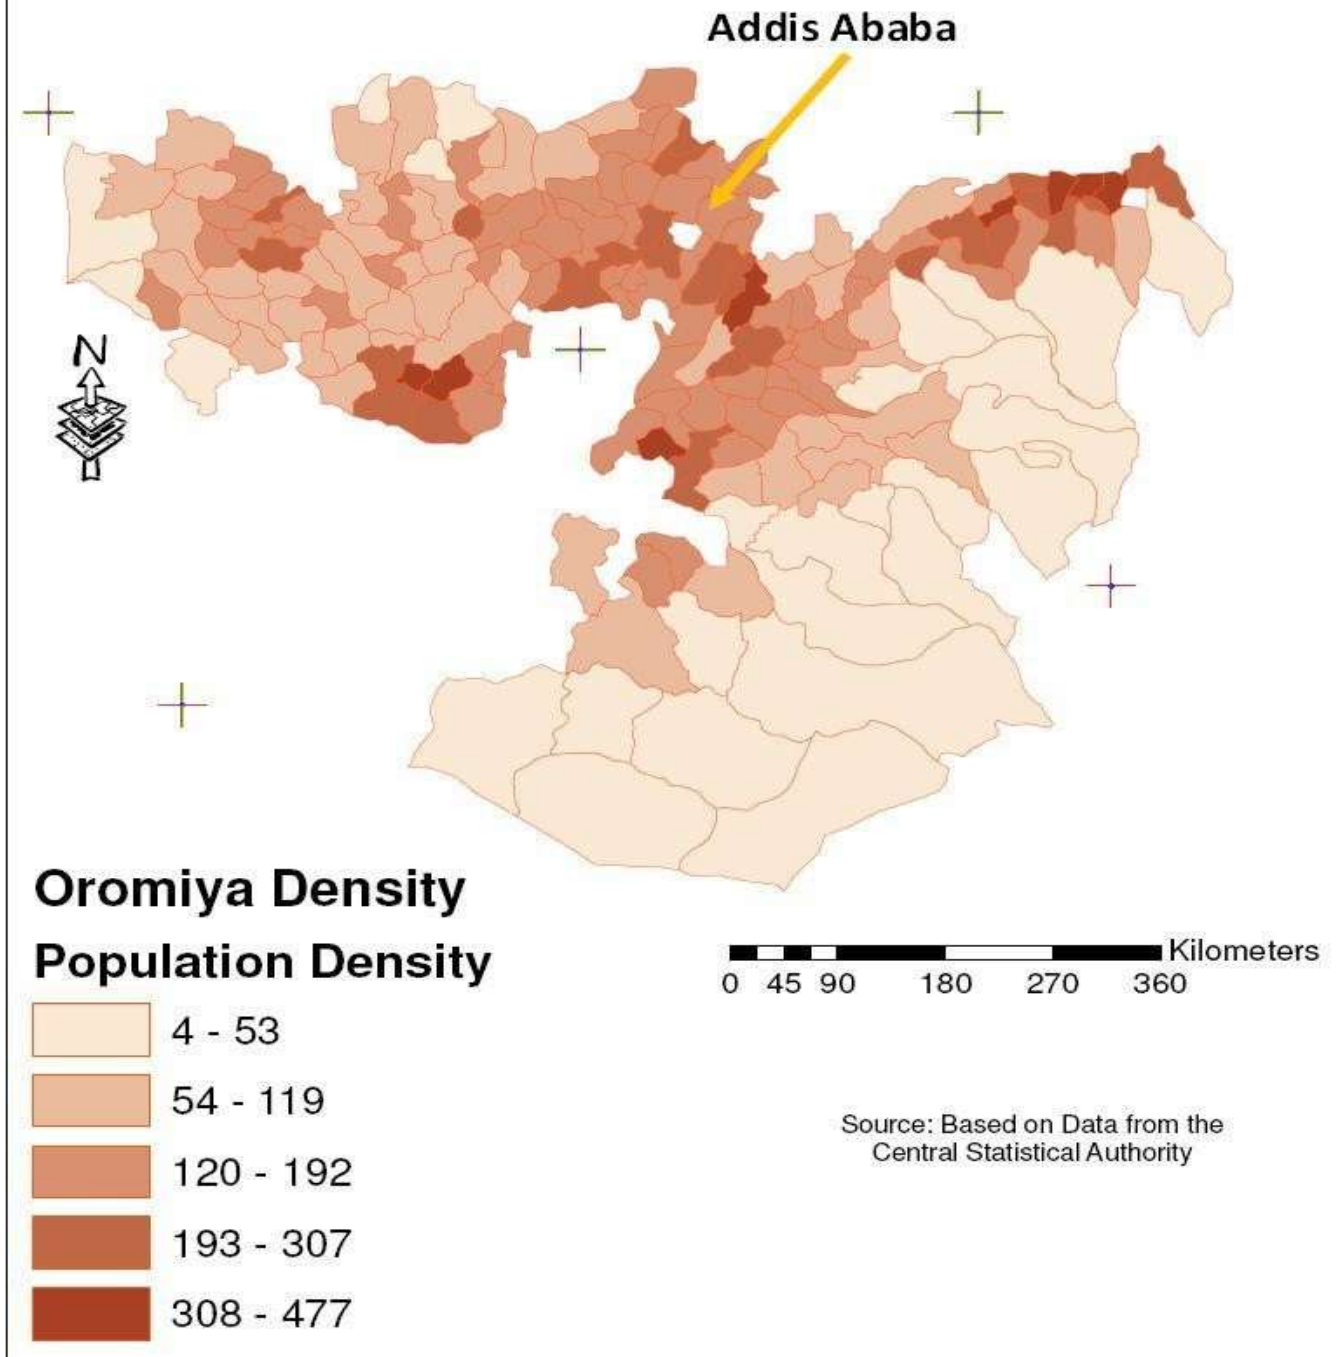 Addis Ababa
N
Oromiya Density
Population Density
4 - 53
54 - 119
120 - 192
193 - 307
308 - 477
Kilometers
0 45 90 180 270 360
Source: Based on Data from the
Central Statistical Authority